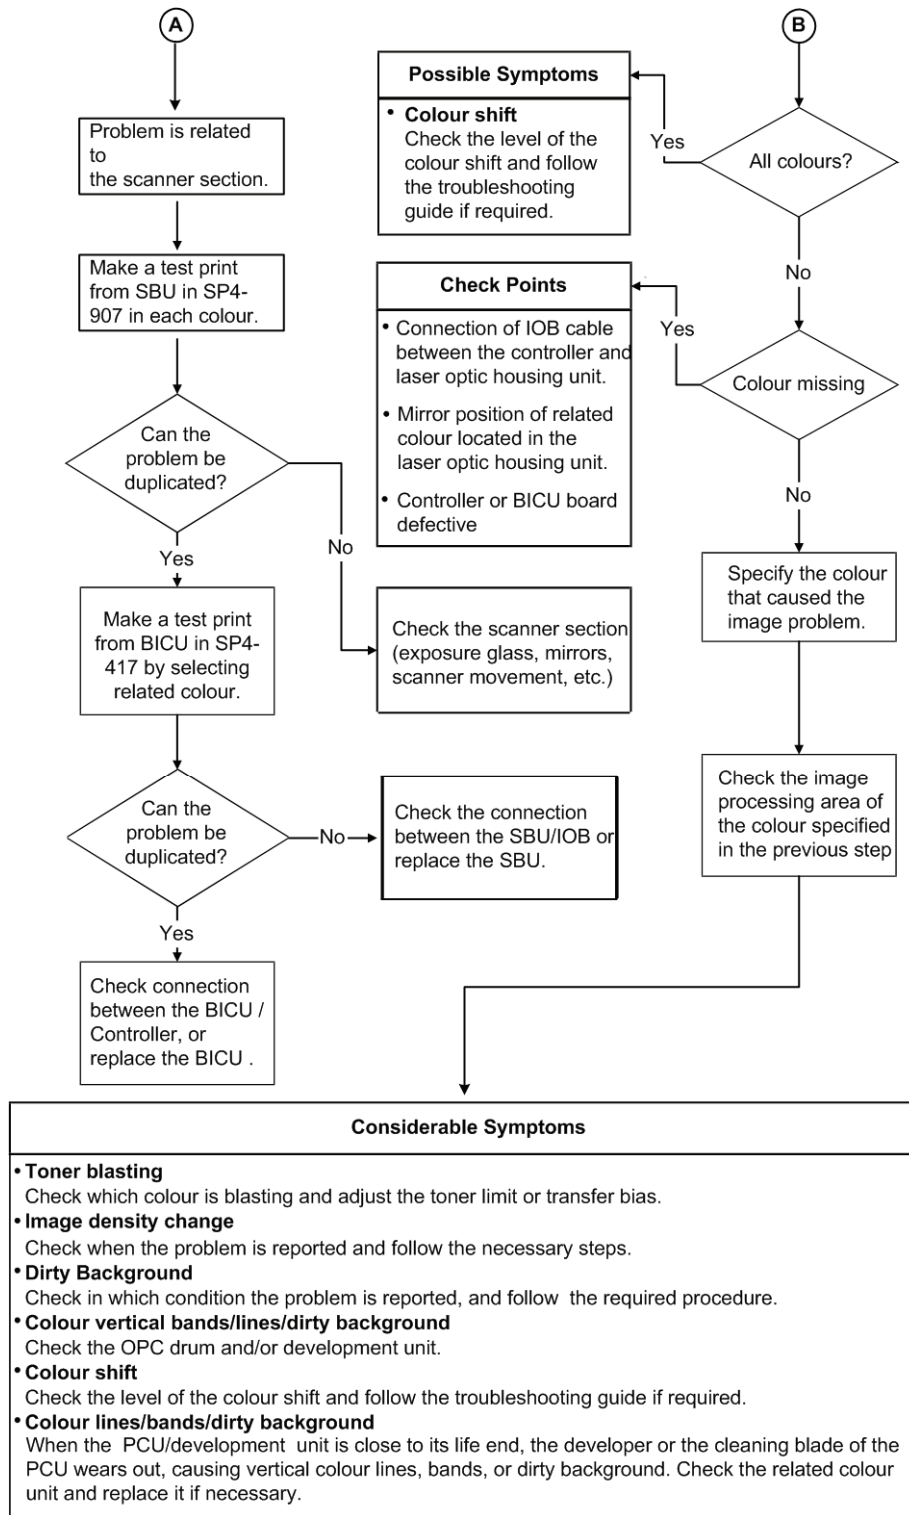 A
Problem is related
to
the scanner section.
Make a test print
from SBU in SP4-
907 in each colour.
Can the
problem be
duplicated?
Yes
No
Make a test print
from BICU in SP4-
417 by selecting
related colour.
Can the
problem be
duplicated?
No
Yes
Check connection
between the BICU /
Controller, or
replace the BICU .
Possible Symptoms
• Colour shift
Check the level of the
colour shift and follow
the troubleshooting
guide if required.
Check Points
• Connection of IOB cable
between the controller and
laser optic housing unit.
• Mirror position of related
colour located in the
laser optic housing unit.
• Controller or BICU board
defective
Check the scanner section
(exposure glass, mirrors,
scanner movement, etc.)
Check the connection
between the SBU/IOB or
replace the SBU.
B
All colours?
Yes
No
Colour missing
Yes
No
Specify the colour
that caused the
image problem.
Check the image
processing area of
the colour specified
in the previous step
Considerable Symptoms
• Toner blasting
Check which colour is blasting and adjust the toner limit or transfer bias.
• Image density change
Check when the problem is reported and follow the necessary steps.
• Dirty Background
Check in which condition the problem is reported, and follow the required procedure.
• Colour vertical bands/lines/dirty background
Check the OPC drum and/or development unit.
• Colour shift
Check the level of the colour shift and follow the troubleshooting guide if required.
• Colour lines/bands/dirty background
When the PCU/development unit is close to its life end, the developer or the cleaning blade of the
PCU wears out, causing vertical colour lines, bands, or dirty background. Check the related colour
unit and replace it if necessary.